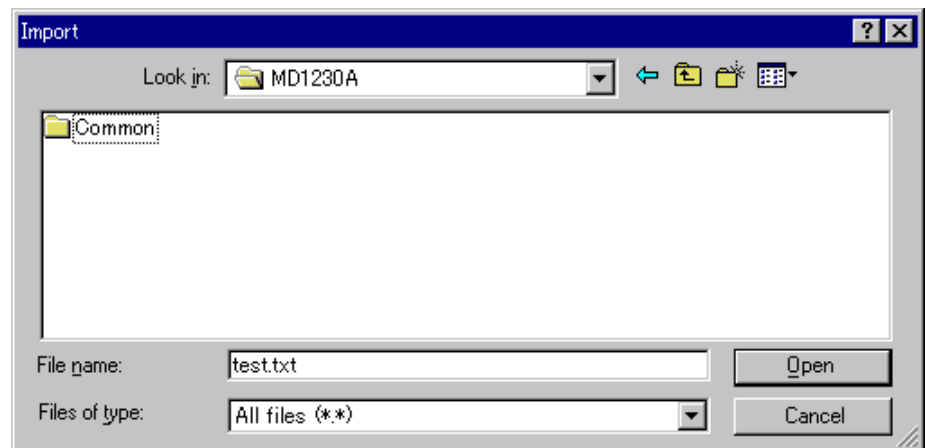 Import
Look in: MD1230A
Common
File name: test.txt Open
Files of type: All files (*.*) Cancel